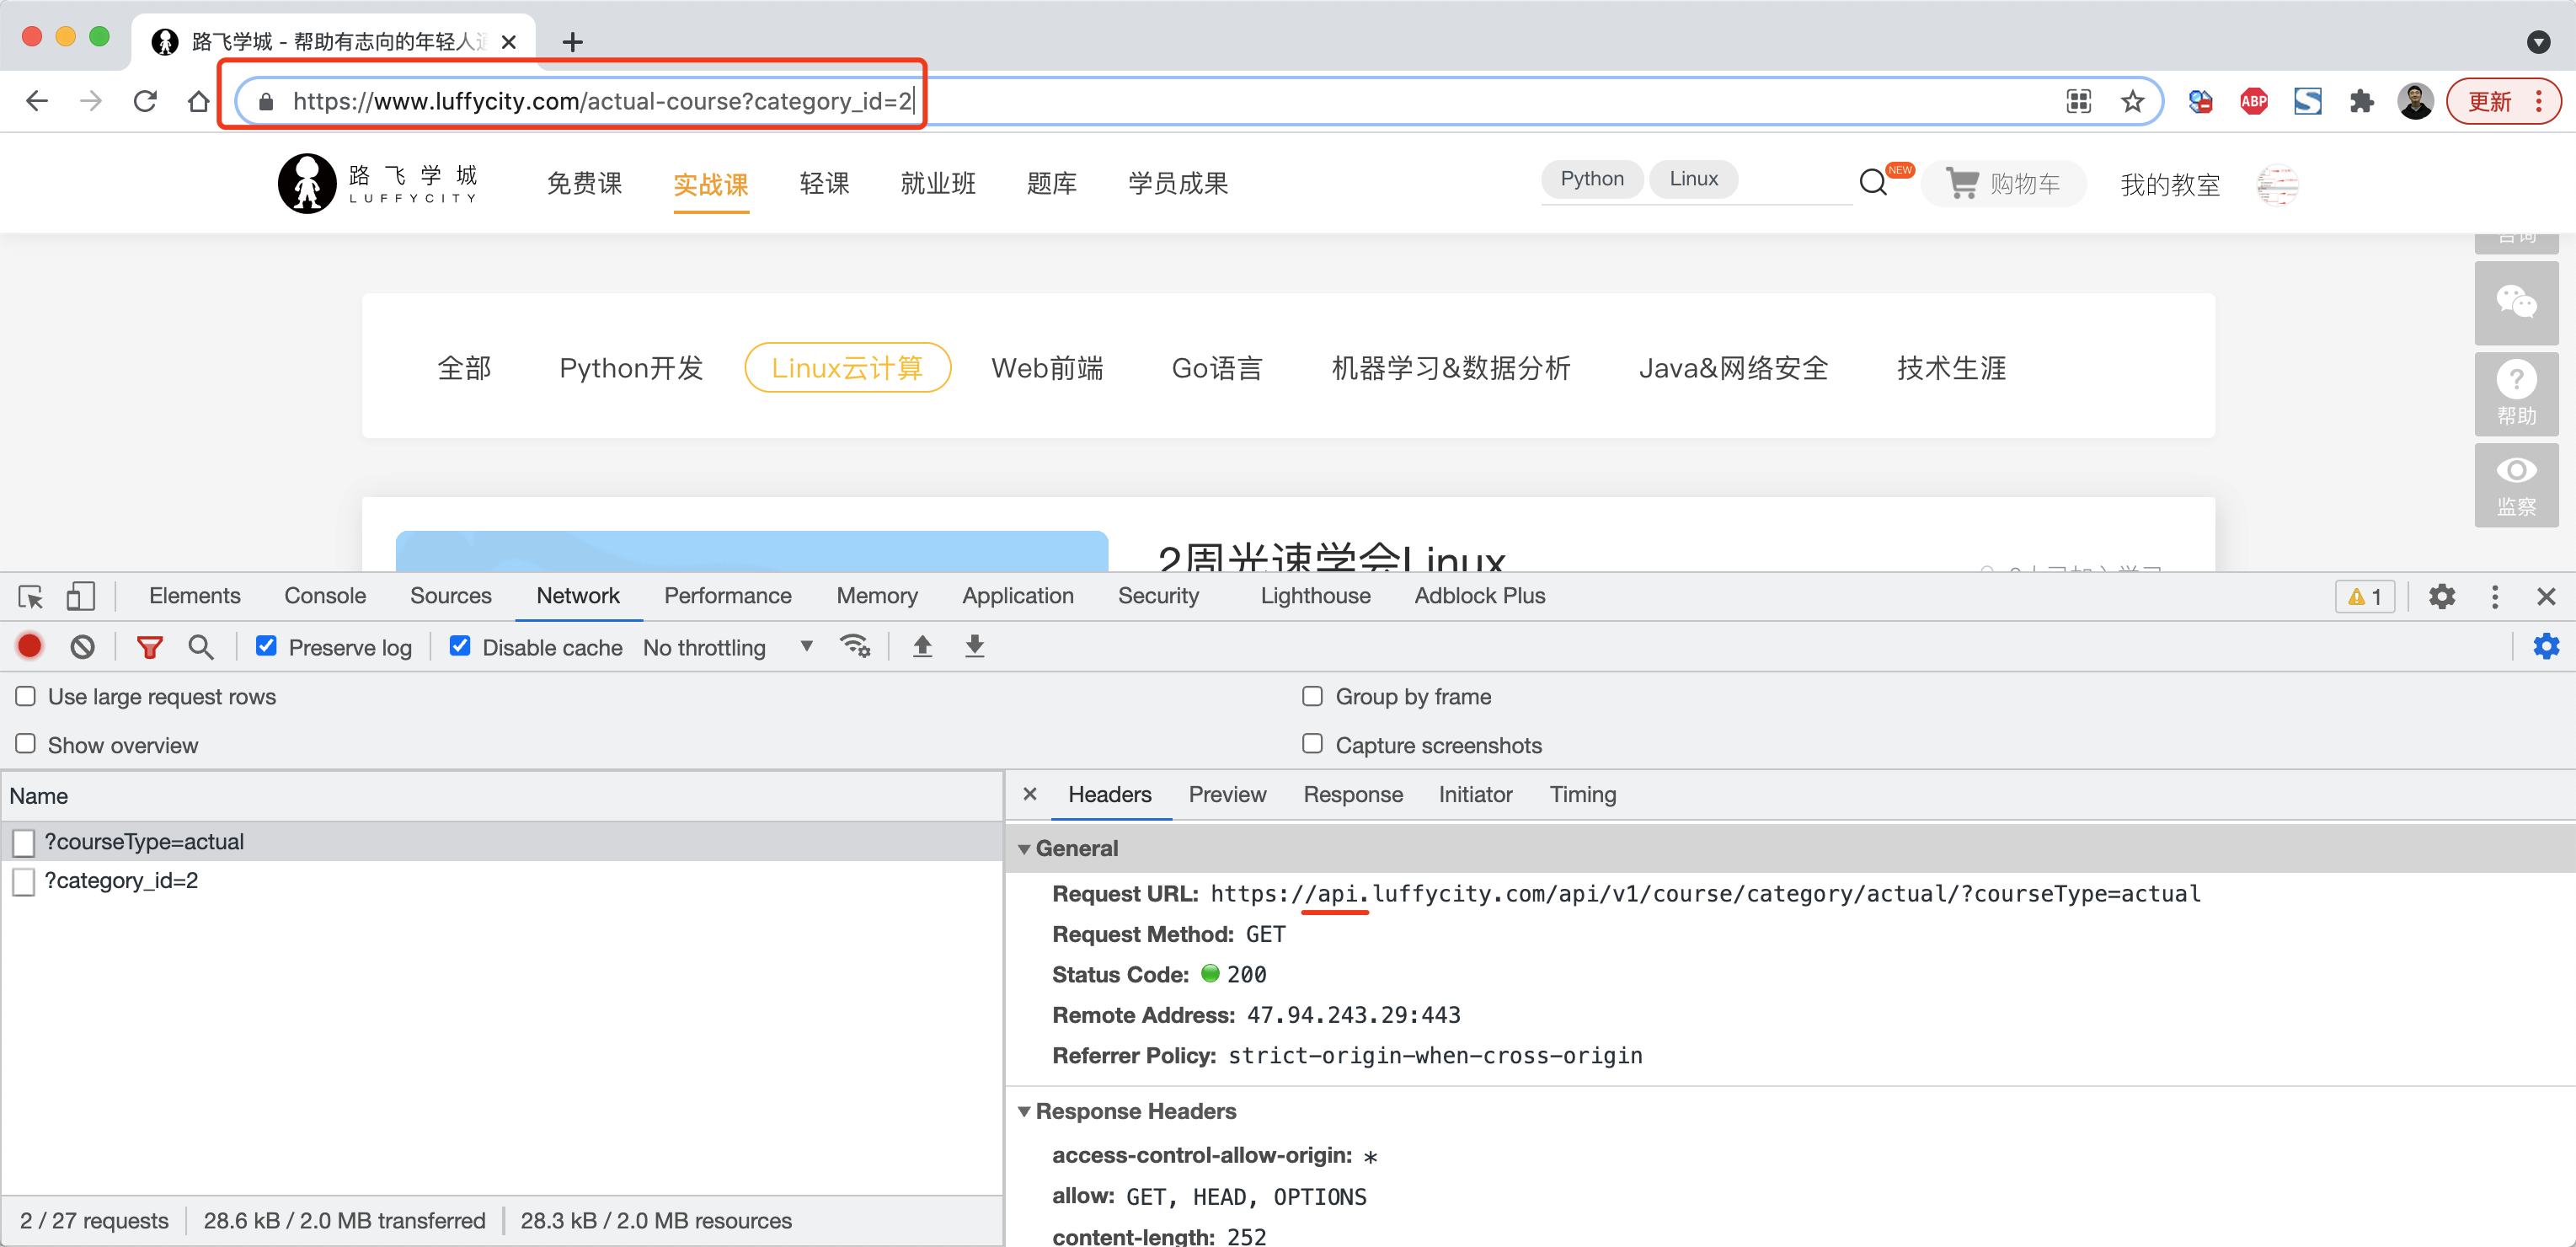 路飞学城 - 帮助有志向的年轻人
https://www.luffycity.com/actual-course?category_id=2
ABP
更新
路飞学城
LUFFYCITY
免费课 实战课 轻课 就业班 题库 学员成果
Python Linux
NEW
购物车
我的教室
全部 Python开发 Linux云计算 Web前端 Go语言 机器学习&数据分析 Java&网络安全 技术生涯
帮助
监察
2周光速学会Linux
Elements Console Sources Network Performance Memory Application Security Lighthouse Adblock Plus
1
Preserve log Disable cache No throttling
Use large request rows
Group by frame
Show overview
Capture screenshots
Name
Headers Preview Response Initiator Timing
?courseType=actual
?category_id=2
General
Request URL: https://api.luffycity.com/api/v1/course/category/actual/?courseType=actual
Request Method: GET
Status Code: 200
Remote Address: 47.94.243.29:443
Referrer Policy: strict-origin-when-cross-origin
Response Headers
access-control-allow-origin: *
allow: GET, HEAD, OPTIONS
content-length: 252
2 / 27 requests 28.6 kB / 2.0 MB transferred 28.3 kB / 2.0 MB resources